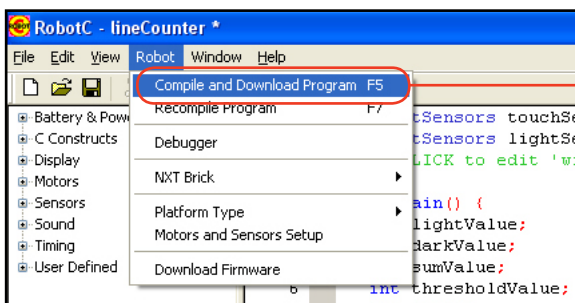 RobotC - lineCounter *
File Edit View Robot Window Help
Compile and Download Program F5
Recompile Program F7
Debugger
NXT Brick
Platform Type
Motors and Sensors Setup
Download Firmware
Battery & Pow
C Constructs
Display
Motors
Sensors
Sound
Timing
User Defined
tSensors touchSe
tSensors lightSe
LICK to edit 'wi
ain() {
lightValue;
darkValue;
sumValue;
6 int thresholdValue;